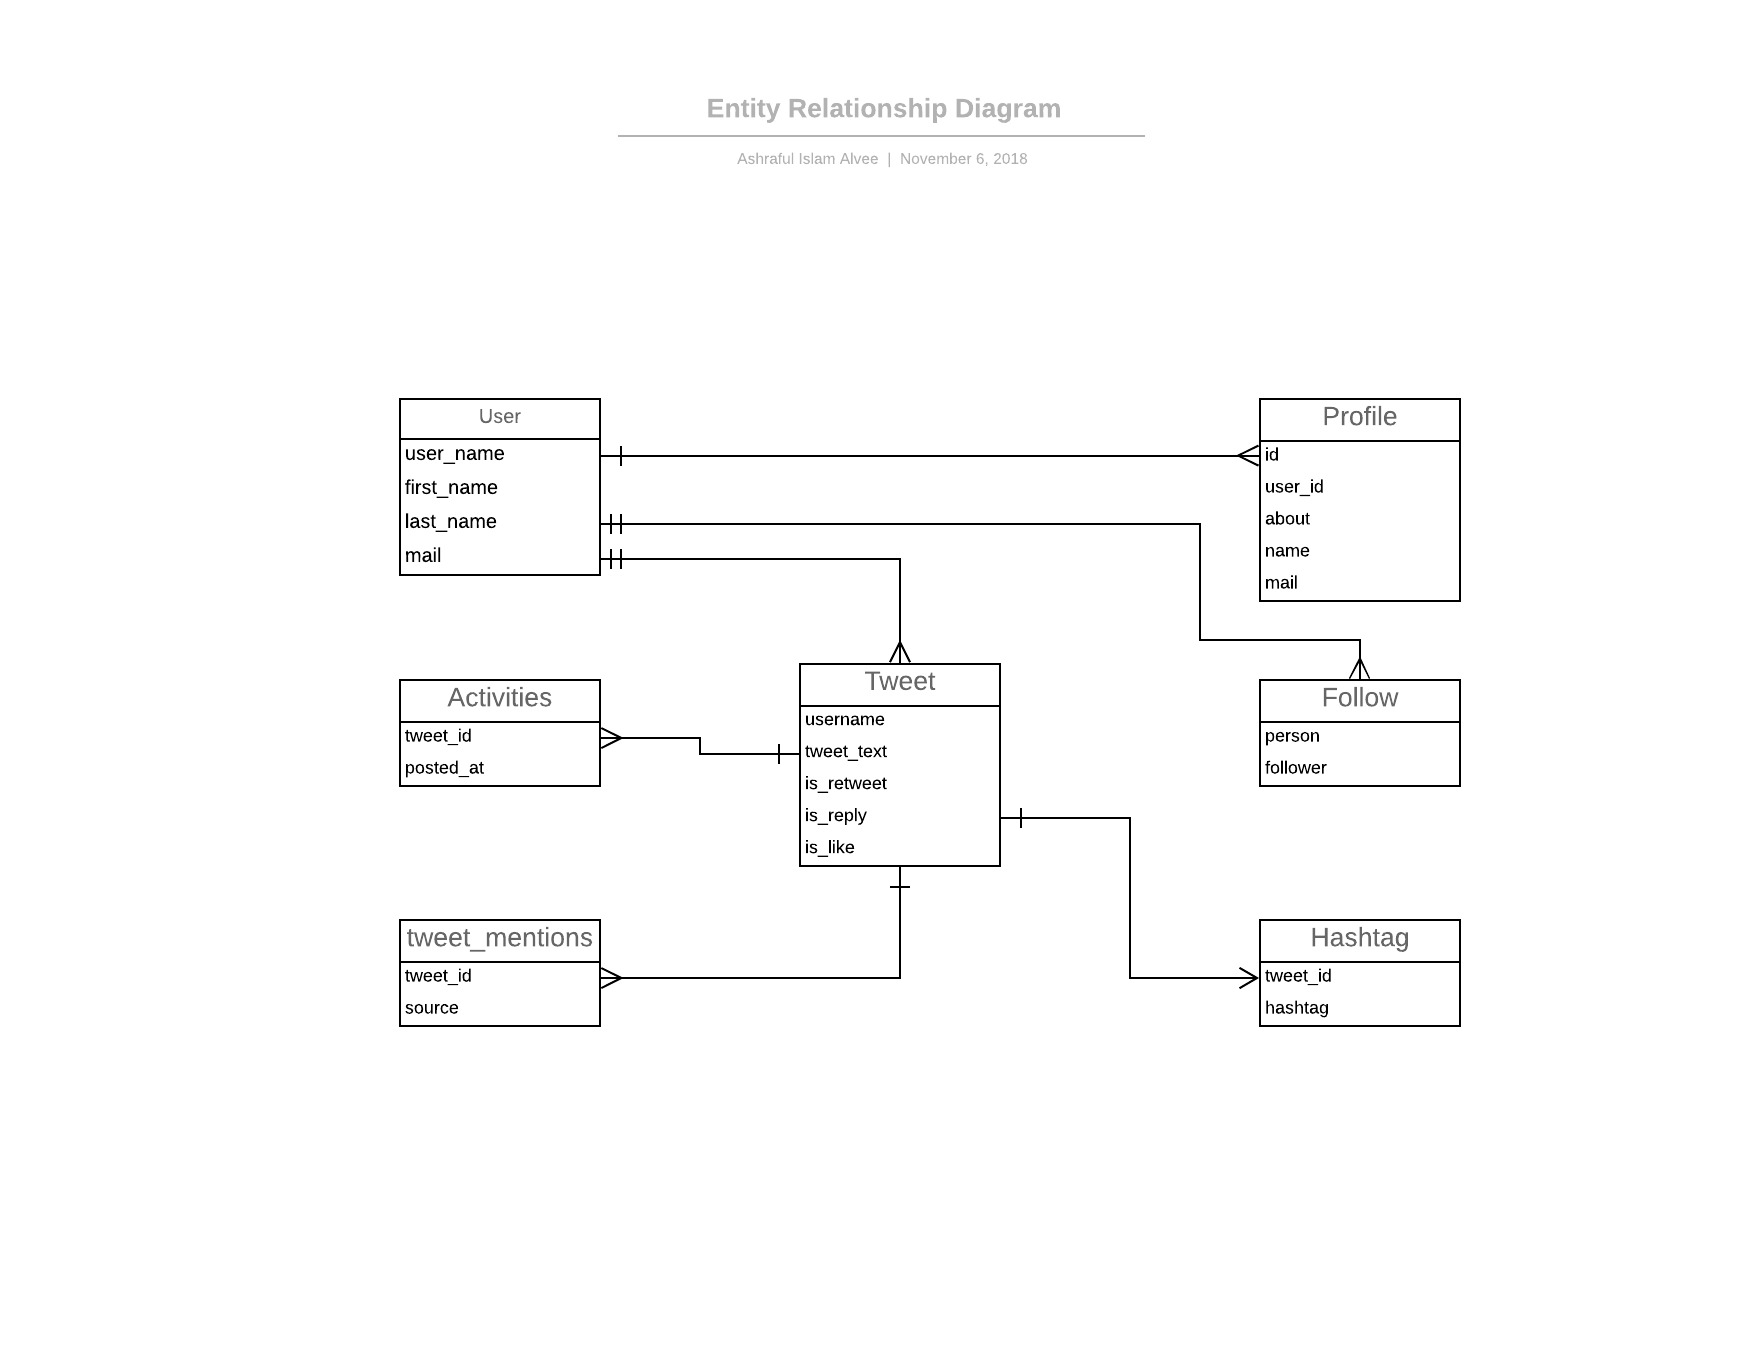 Entity Relationship Diagram
Ashraful Islam Alvee | November 6, 2018
User
user_name
first_name
last_name
mail
Profile
id
user_id
about
name
mail
Activities
tweet_id
posted_at
Tweet
username
tweet_text
is_retweet
is_reply
is_like
Follow
person
follower
tweet_mentions
tweet_id
source
Hashtag
tweet_id
hashtag